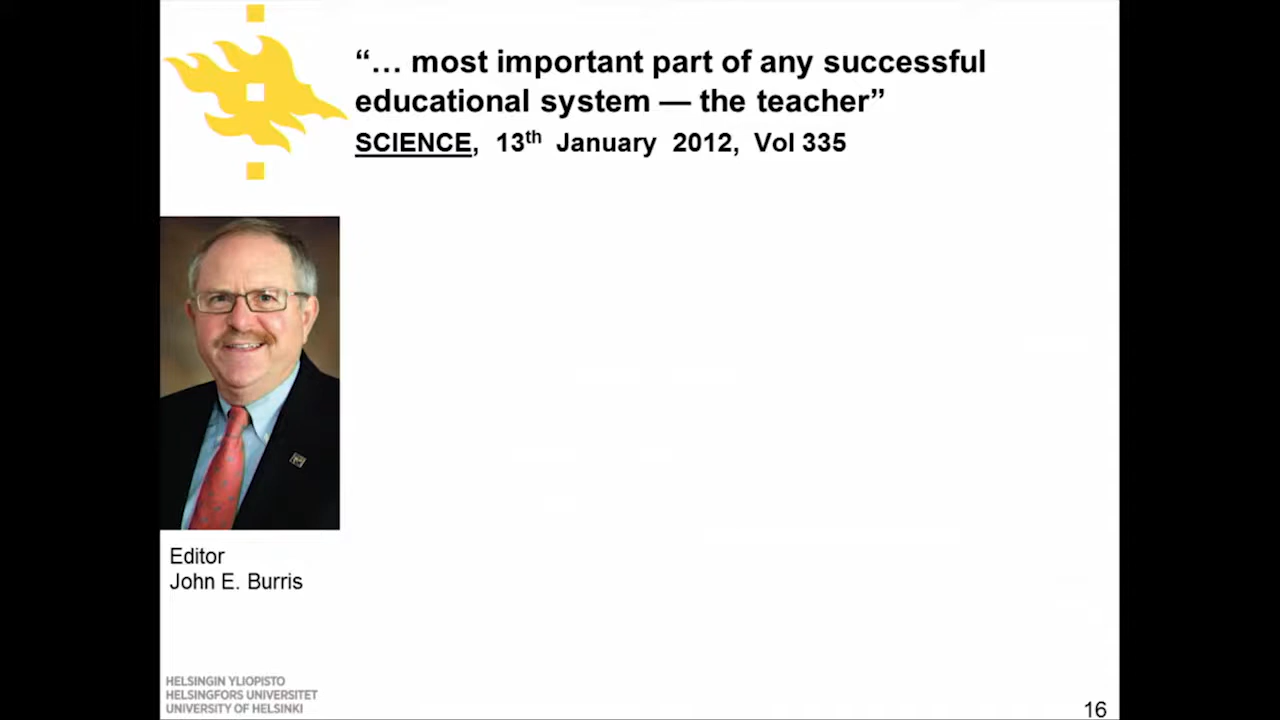 “… most important part of any successful
educational system — the teacher”
SCIENCE, 13th January 2012, Vol 335
Editor
John E. Burris
HELSINGIN YLIOPISTO
HELSINGFORS UNIVERSITET
UNIVERSITY OF HELSINKI
16